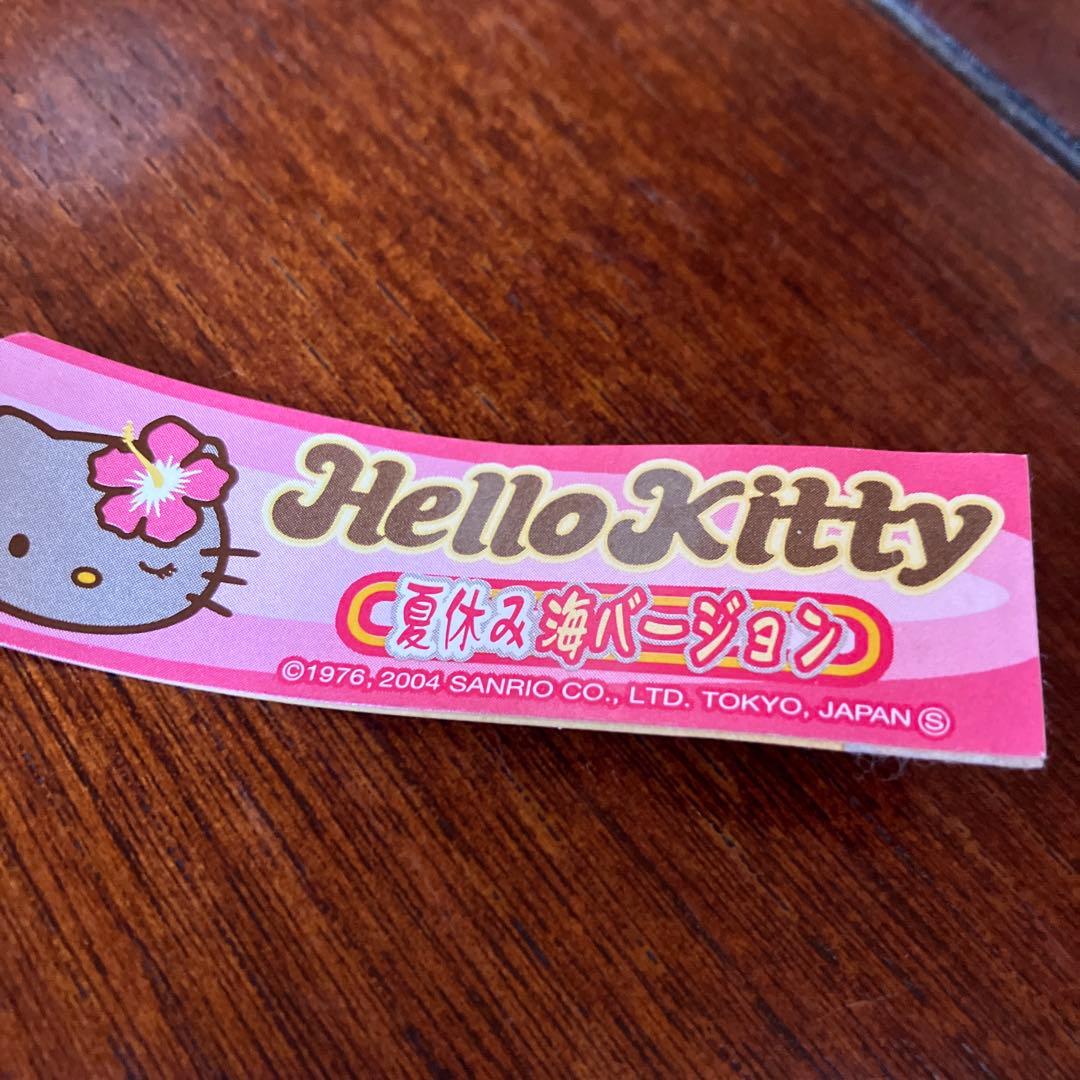 Hello Kitty
夏休み 海バージョン
©1976, 2004 SANRIO CO., LTD. TOKYO, JAPAN Ⓢ